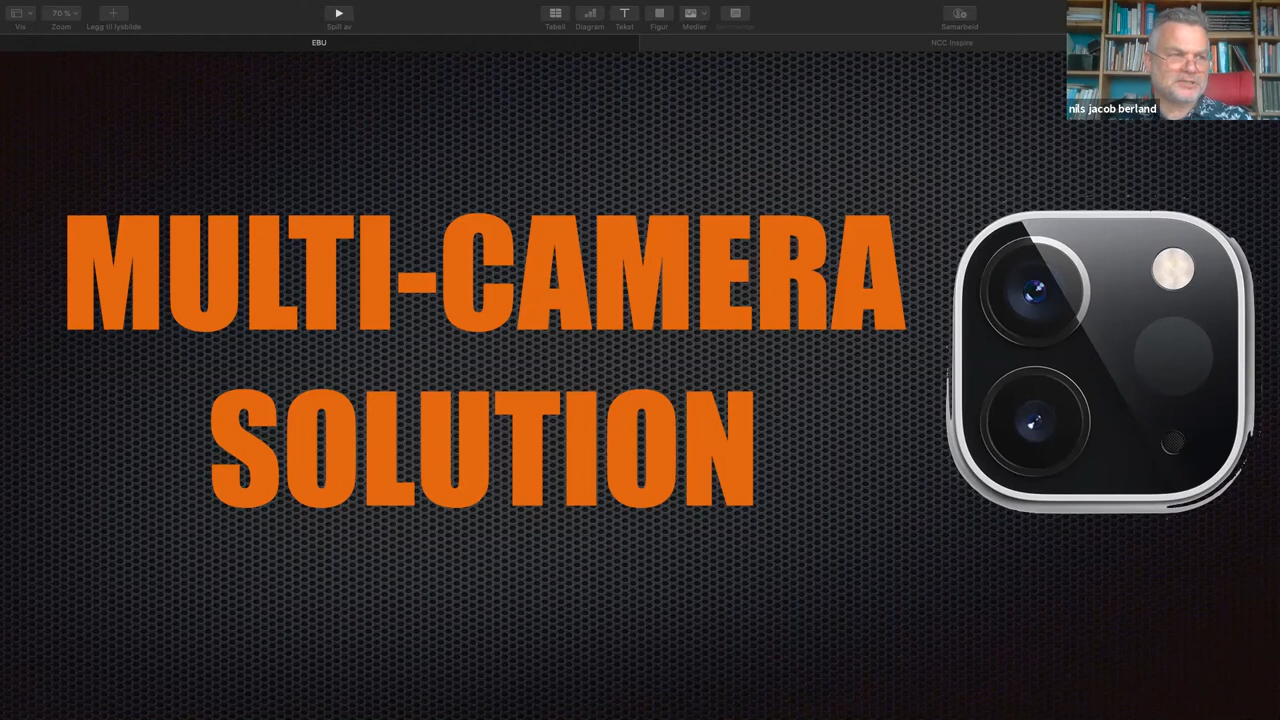 Vis
70 %
Zoom
Legg til lysbilde
Spill av
Tabell
Diagram
Tekst
Figur
Medier
Samarbeid
EBU
NCC Inspire
nils jacob berland
MULTI-CAMERA
SOLUTION